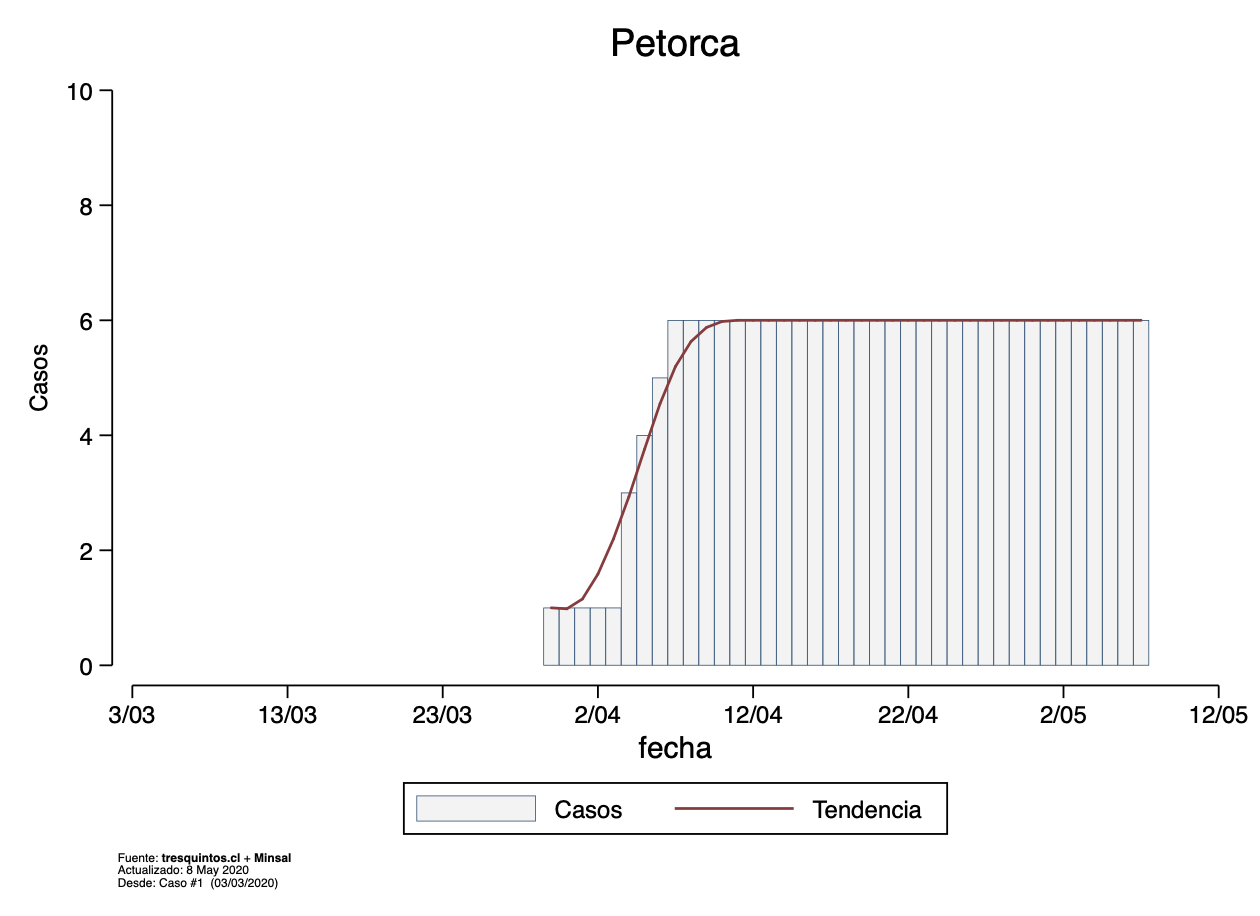 Petorca
10
8
6
4
2
0
Casos
3/03 13/03 23/03 2/04 12/04 22/04 2/05 12/05
fecha
Casos Tendencia
Fuente: tresquintos.cl + Minsal
Actualizado: 8 May 2020
Desde: Caso #1 (03/03/2020)